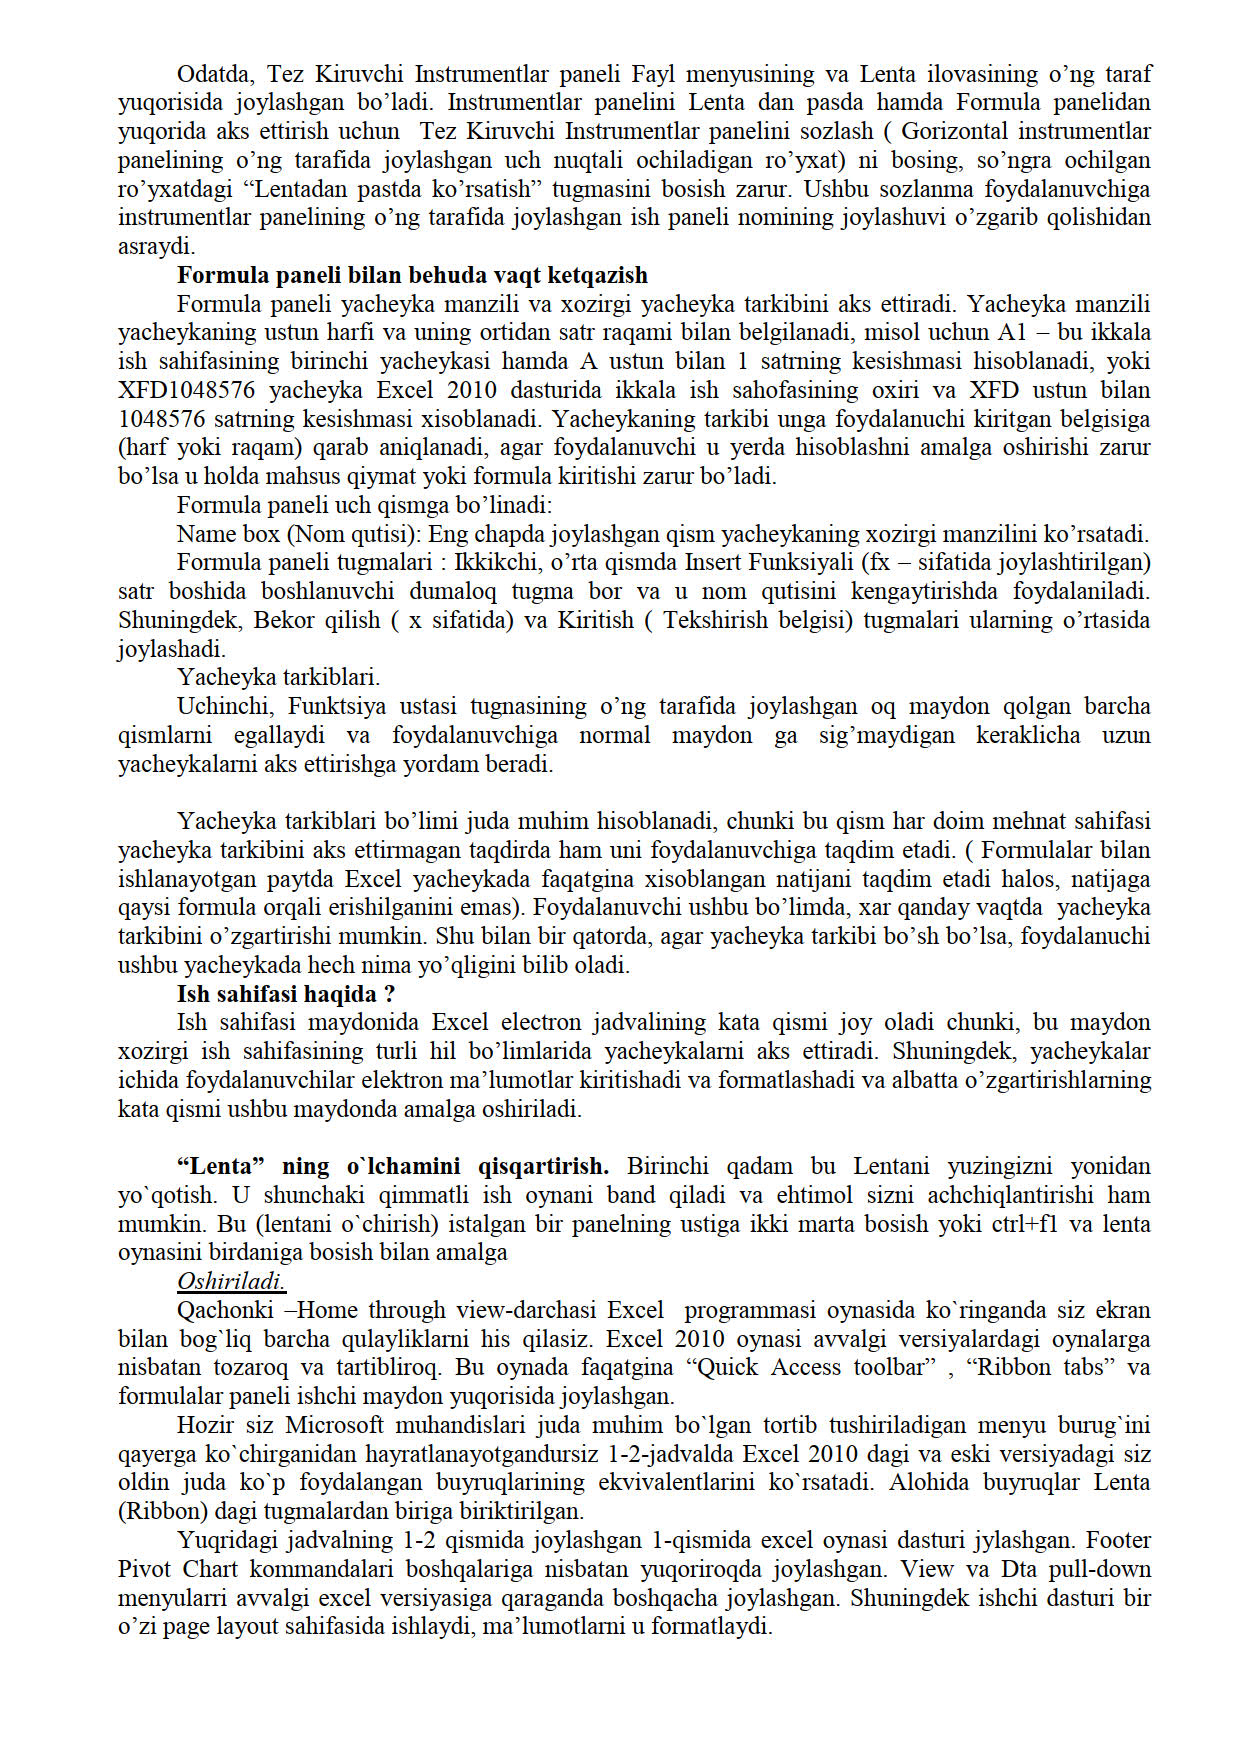 Odatda, Tez Kiruvchi Instrumentlar paneli Fayl menyusining va Lenta ilovasining o’ng taraf
yuqorisida joylashgan bo’ladi. Instrumentlar panelini Lenta dan pasda hamda Formula panelidan
yuqorida aks ettirish uchun  Tez Kiruvchi Instrumentlar panelini sozlash ( Gorizontal instrumentlar
panelining o’ng tarafida joylashgan uch nuqtali ochiladigan ro’yxat) ni bosing, so’ngra ochilgan
ro’yxatdagi “Lentadan pastda ko’rsatish” tugmasini bosish zarur. Ushbu sozlanma foydalanuvchiga
instrumentlar panelining o’ng tarafida joylashgan ish paneli nomining joylashuvi o’zgarib qolishidan
asraydi.
Formula paneli bilan behuda vaqt ketqazish
Formula paneli yacheyka manzili va xozirgi yacheyka tarkibini aks ettiradi. Yacheyka manzili
yacheykaning ustun harfi va uning ortidan satr raqami bilan belgilanadi, misol uchun A1 – bu ikkala
ish sahifasining birinchi yacheykasi hamda A ustun bilan 1 satrning kesishmasi hisoblanadi, yoki
XFD1048576 yacheyka Excel 2010 dasturida ikkala ish sahofasining oxiri va XFD ustun bilan
1048576 satrning kesishmasi xisoblanadi. Yacheykaning tarkibi unga foydalanuchi kiritgan belgisiga
(harf yoki raqam) qarab aniqlanadi, agar foydalanuvchi u yerda hisoblashni amalga oshirishi zarur
bo’lsa u holda mahsus qiymat yoki formula kiritishi zarur bo’ladi.
Formula paneli uch qismga bo’linadi:
Name box (Nom qutisi): Eng chapda joylashgan qism yacheykaning xozirgi manzilini ko’rsatadi.
Formula paneli tugmalari : Ikkikchi, o’rta qismda Insert Funksiyali (fx – sifatida joylashtirilgan)
satr boshida boshlanuvchi dumaloq tugma bor va u nom qutisini kengaytirishda foydalaniladi.
Shuningdek, Bekor qilish ( x sifatida) va Kiritish ( Tekshirish belgisi) tugmalari ularning o’rtasida
joylashadi.
Yacheyka tarkiblari.
Uchinchi, Funktsiya ustasi tugnasining o’ng tarafida joylashgan oq maydon qolgan barcha
qismlarni egallaydi va foydalanuvchiga normal maydon ga sig’maydigan keraklicha uzun
yacheykalarni aks ettirishga yordam beradi.
Yacheyka tarkiblari bo’limi juda muhim hisoblanadi, chunki bu qism har doim mehnat sahifasi
yacheyka tarkibini aks ettirmagan taqdirda ham uni foydalanuvchiga taqdim etadi. ( Formulalar bilan
ishlanayotgan paytda Excel yacheykada faqatgina xisoblangan natijani taqdim etadi halos, natijaga
qaysi formula orqali erishilganini emas). Foydalanuvchi ushbu bo’limda, xar qanday vaqtda  yacheyka
tarkibini o’zgartirishi mumkin. Shu bilan bir qatorda, agar yacheyka tarkibi bo’sh bo’lsa, foydalanuchi
ushbu yacheykada hech nima yo’qligini bilib oladi.
Ish sahifasi haqida ?
Ish sahifasi maydonida Excel electron jadvalining kata qismi joy oladi chunki, bu maydon
xozirgi ish sahifasining turli hil bo’limlarida yacheykalarni aks ettiradi. Shuningdek, yacheykalar
ichida foydalanuvchilar elektron ma’lumotlar kiritishadi va formatlashadi va albatta o’zgartirishlarning
kata qismi ushbu maydonda amalga oshiriladi.
“Lenta” ning o`lchamini qisqartirish. Birinchi qadam bu Lentani yuzingizni yonidan
yo`qotish. U shunchaki qimmatli ish oynani band qiladi va ehtimol sizni achchiqlantirishi ham
mumkin. Bu (lentani o`chirish) istalgan bir panelning ustiga ikki marta bosish yoki ctrl+f1 va lenta
oynasini birdaniga bosish bilan amalga
Oshiriladi.
Qachonki –Home through view-darchasi Excel  programmasi oynasida ko`ringanda siz ekran
bilan bog`liq barcha qulayliklarni his qilasiz. Excel 2010 oynasi avvalgi versiyalardagi oynalarga
nisbatan tozaroq va tartibliroq. Bu oynada faqatgina “Quick Access toolbar” , “Ribbon tabs” va
formulalar paneli ishchi maydon yuqorisida joylashgan.
Hozir siz Microsoft muhandislari juda muhim bo`lgan tortib tushiriladigan menyu burug`ini
qayerga ko`chirganidan hayratlanayotgandursiz 1-2-jadvalda Excel 2010 dagi va eski versiyadagi siz
oldin juda ko`p foydalangan buyruqlarining ekvivalentlarini ko`rsatadi. Alohida buyruqlar Lenta
(Ribbon) dagi tugmalardan biriga biriktirilgan.
Yuqridagi jadvalning 1-2 qismida joylashgan 1-qismida excel oynasi dasturi jylashgan. Footer
Pivot Chart kommandalari boshqalariga nisbatan yuqoriroqda joylashgan. View va Dta pull-down
menyularri avvalgi excel versiyasiga qaraganda boshqacha joylashgan. Shuningdek ishchi dasturi bir
o’zi page layout sahifasida ishlaydi, ma’lumotlarni u formatlaydi.